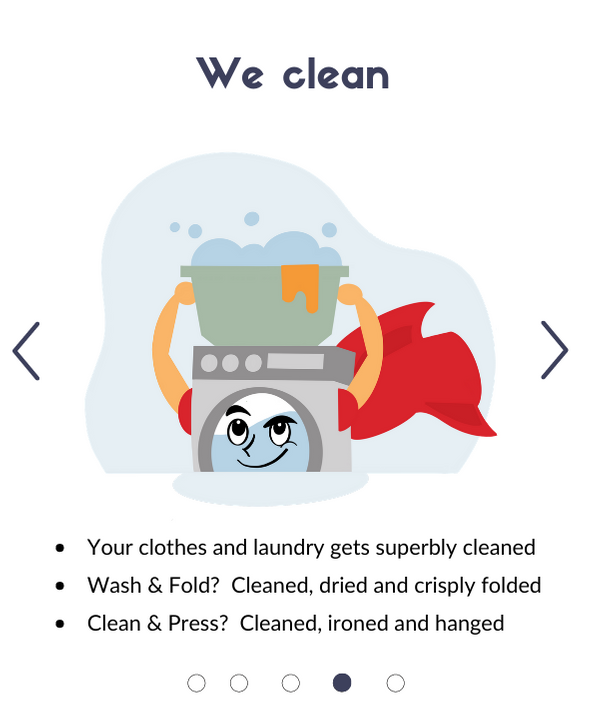 We clean
• Your clothes and laundry gets superbly cleaned
• Wash & Fold?  Cleaned, dried and crisply folded
• Clean & Press?  Cleaned, ironed and hanged